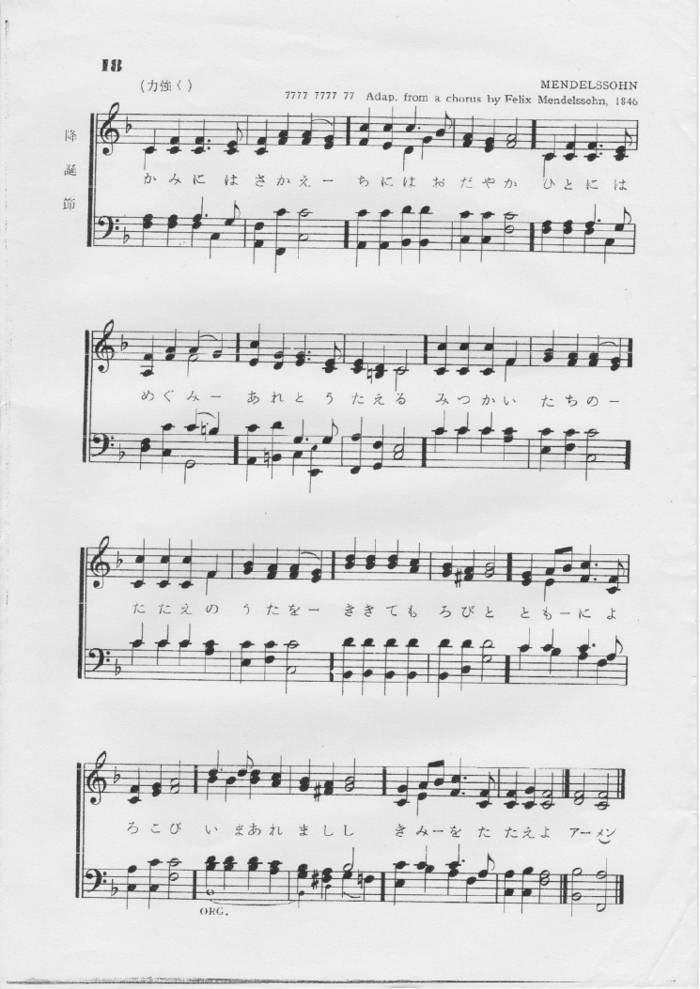 18
(力強く)
MENDELSSOHN
7777 7777 77 Adap. from a chorus by Felix Mendelssohn, 1846
降誕節
かみにはさかえー ちにはおだやか ひとには
めぐみー あれとうたえる みつかい たちのー
たたえの うたをー ききてもろびと ともーによ
ろこび いまあれましし きみーをたたえよ アーメン
ORG.